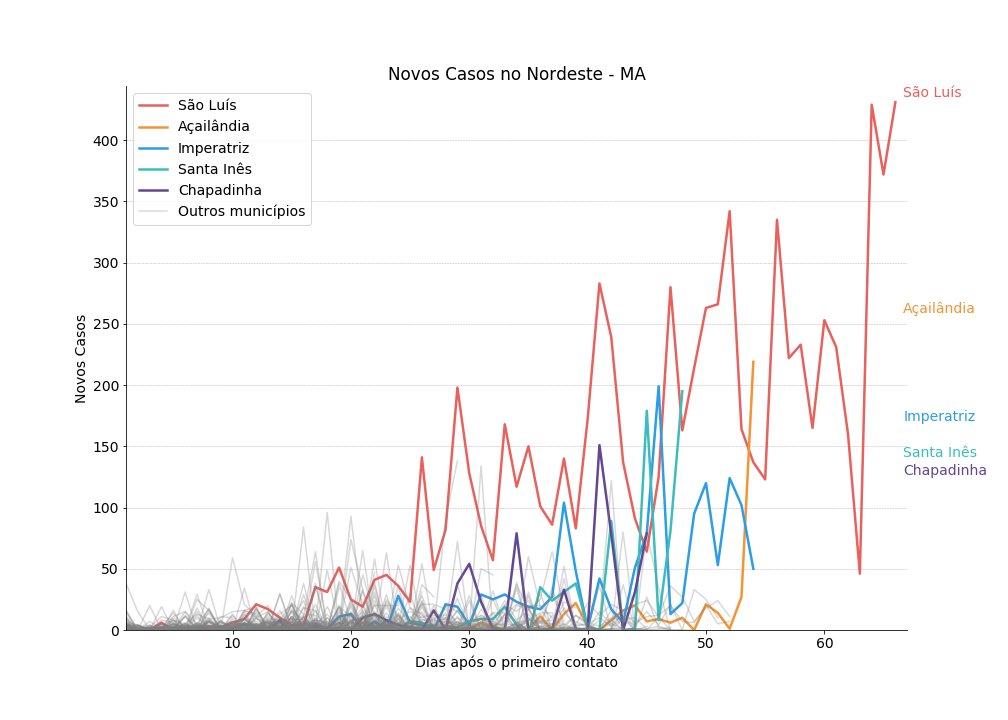 Novos Casos no Nordeste - MA
São Luís
Açailândia
Imperatriz
Santa Inês
Chapadinha
Outros municípios
400
350
300
250
200
150
100
50
0
Novos Casos
10
20
30
40
50
60
Dias após o primeiro contato
São Luís
Açailândia
Imperatriz
Santa Inês
Chapadinha